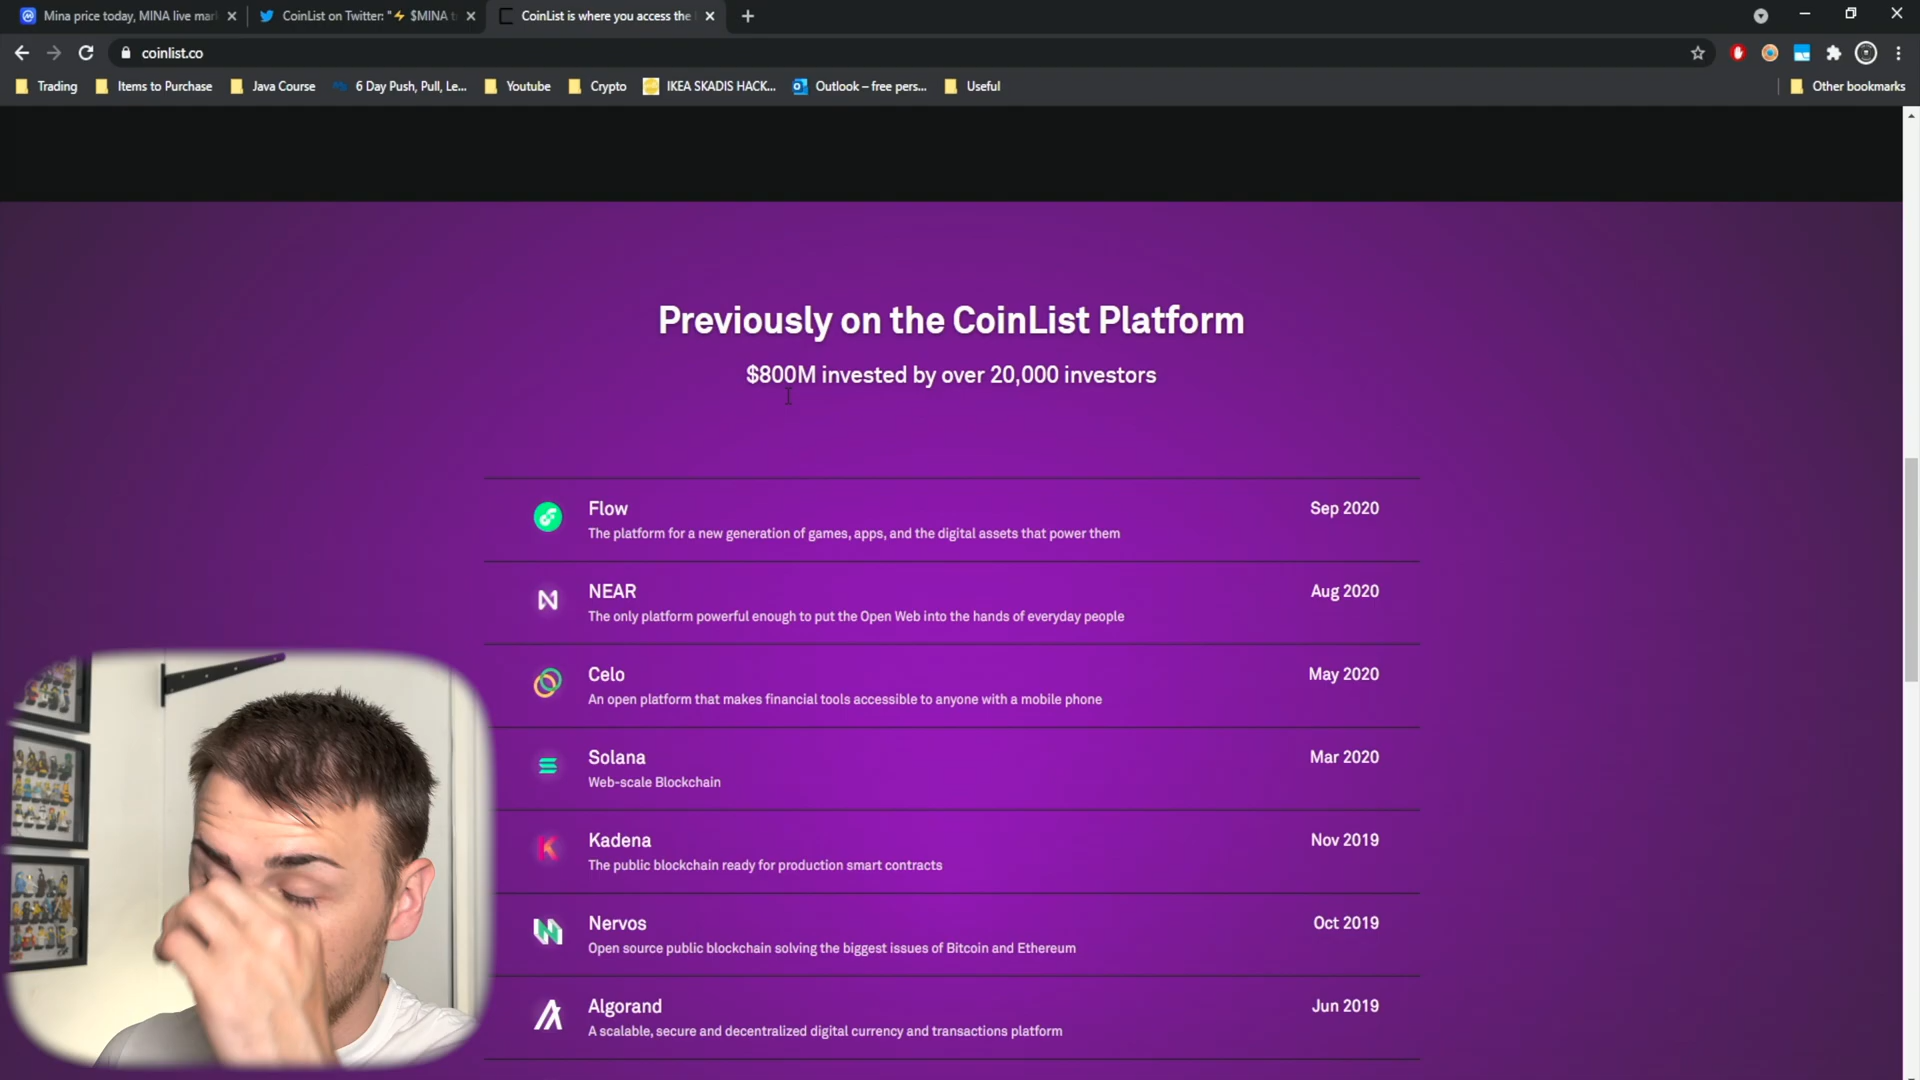 Mina price today, MINA live mar
CoinList on Twitter: "⚡ $MINA t
CoinList is where you access the
coinlist.co
Trading
Items to Purchase
Java Course
6 Day Push, Pull, Le...
Youtube
Crypto
IKEA SKADIS HACK...
Outlook – free pers...
Useful
Other bookmarks
Previously on the CoinList Platform
$800M invested by over 20,000 investors
Flow
Sep 2020
The platform for a new generation of games, apps, and the digital assets that power them
NEAR
Aug 2020
The only platform powerful enough to put the Open Web into the hands of everyday people
Celo
May 2020
An open platform that makes financial tools accessible to anyone with a mobile phone
Solana
Mar 2020
Web-scale Blockchain
Kadena
Nov 2019
The public blockchain ready for production smart contracts
Nervos
Oct 2019
Open source public blockchain solving the biggest issues of Bitcoin and Ethereum
Algorand
Jun 2019
A scalable, secure and decentralized digital currency and transactions platform